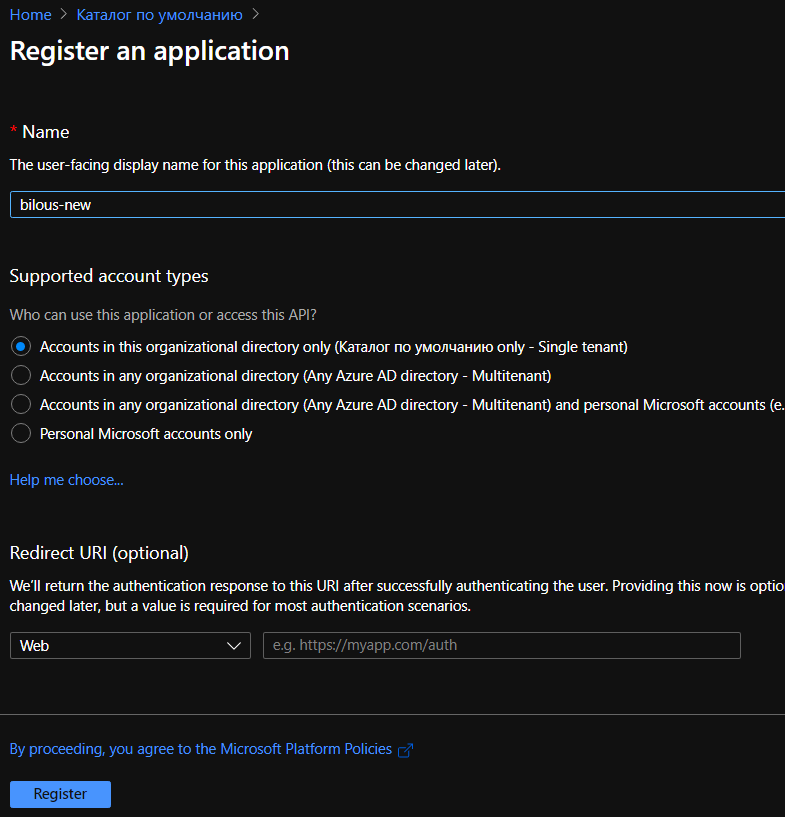 Home > Каталог по умолчанию >
Register an application
* Name
The user-facing display name for this application (this can be changed later).
bilous-new
Supported account types
Who can use this application or access this API?
Accounts in this organizational directory only (Каталог по умолчанию only - Single tenant)
Accounts in any organizational directory (Any Azure AD directory - Multitenant)
Accounts in any organizational directory (Any Azure AD directory - Multitenant) and personal Microsoft accounts (e.
Personal Microsoft accounts only
Help me choose...
Redirect URI (optional)
We'll return the authentication response to this URI after successfully authenticating the user. Providing this now is optio
changed later, but a value is required for most authentication scenarios.
Web
e.g. https://myapp.com/auth
By proceeding, you agree to the Microsoft Platform Policies
Register